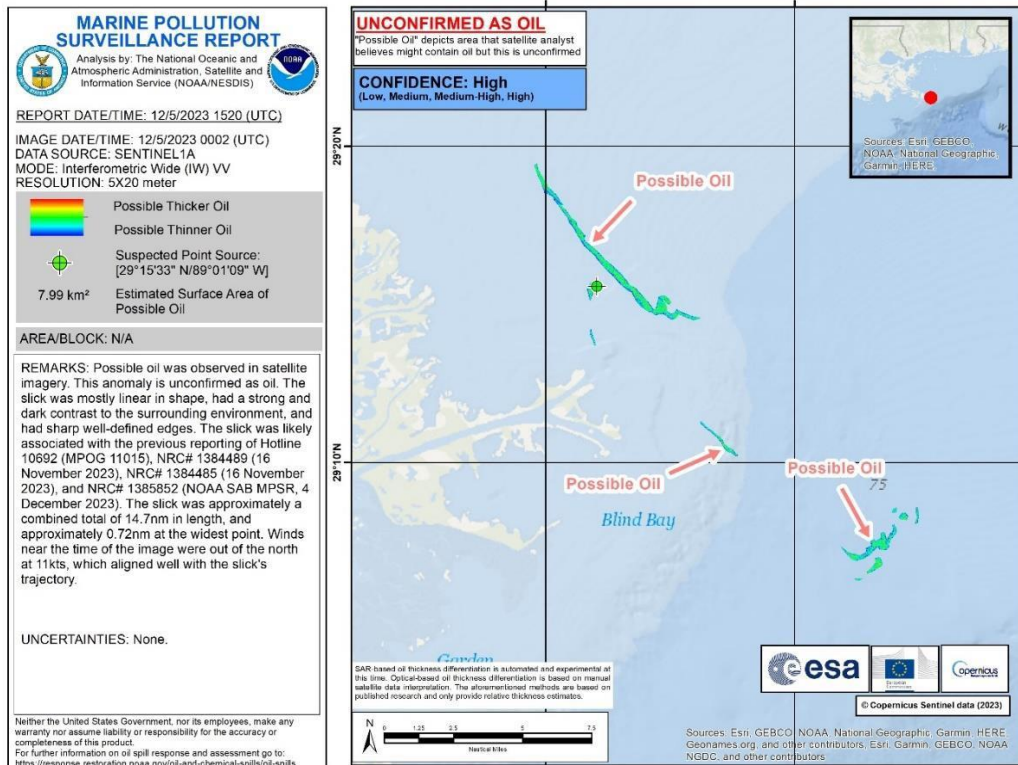 MARINE POLLUTION
SURVEILLANCE REPORT
Analysis by: The National Oceanic and
Atmospheric Administration, Satellite and
Information Service (NOAA/NESDIS)
NOAA
REPORT DATE/TIME: 12/5/2023 1520 (UTC)
IMAGE DATE/TIME: 12/5/2023 0002 (UTC)
DATA SOURCE: SENTINEL1A
MODE: Interferometric Wide (IW) VV
RESOLUTION: 5X20 meter
Possible Thicker Oil
Possible Thinner Oil
Suspected Point Source:
[29°15'33" N/89°01'09" W]
7.99 km² Estimated Surface Area of
Possible Oil
AREA/BLOCK: N/A
REMARKS: Possible oil was observed in satellite
imagery. This anomaly is unconfirmed as oil. The
slick was mostly linear in shape, had a strong and
dark contrast to the surrounding environment, and
had sharp well-defined edges. The slick was likely
associated with the previous reporting of Hotline
10692 (MPOG 11015), NRC# 1384489 (16
November 2023), NRC# 1384485 (16 November
2023), and NRC# 1385852 (NOAA SAB MPSR, 4
December 2023). The slick was approximately a
combined total of 14.7nm in length, and
approximately 0.72nm at the widest point. Winds
near the time of the image were out of the north
at 11kts, which aligned well with the slick's
trajectory.
UNCERTAINTIES: None.
Neither the United States Government, nor its employees, make any
warranty nor assume liability or responsibility for the accuracy or
completeness of this product.
For further information on oil spill response and assessment go to:
https://response.restoration.noaa.gov/oil-and-chemical-spills/oil-spills
UNCONFIRMED AS OIL
"Possible Oil" depicts area that satellite analyst
believes might contain oil but this is unconfirmed
CONFIDENCE: High
(Low, Medium, Medium-High, High)
Sources: Esri, GEBCO,
NOAA, National Geographic,
Garmin, HERE,
29°20'N
Possible Oil
29°10'N
Possible Oil
Possible Oil
75
Blind Bay
Garden
SAR-based oil thickness differentiation is automated and experimental at
this time. Optical-based oil thickness differentiation is based on manual
satellite data interpretation. The aforementioned methods are based on
published research and only provide relative thickness estimates.
N
0 1.25 2.5 5 7.5
Nautical Miles
esa
European
Commission
Copernicus
© Copernicus Sentinel data (2023)
Sources: Esri, GEBCO, NOAA, National Geographic, Garmin, HERE,
Geonames.org, and other contributors, Esri, Garmin, GEBCO, NOAA
NGDC, and other contributors